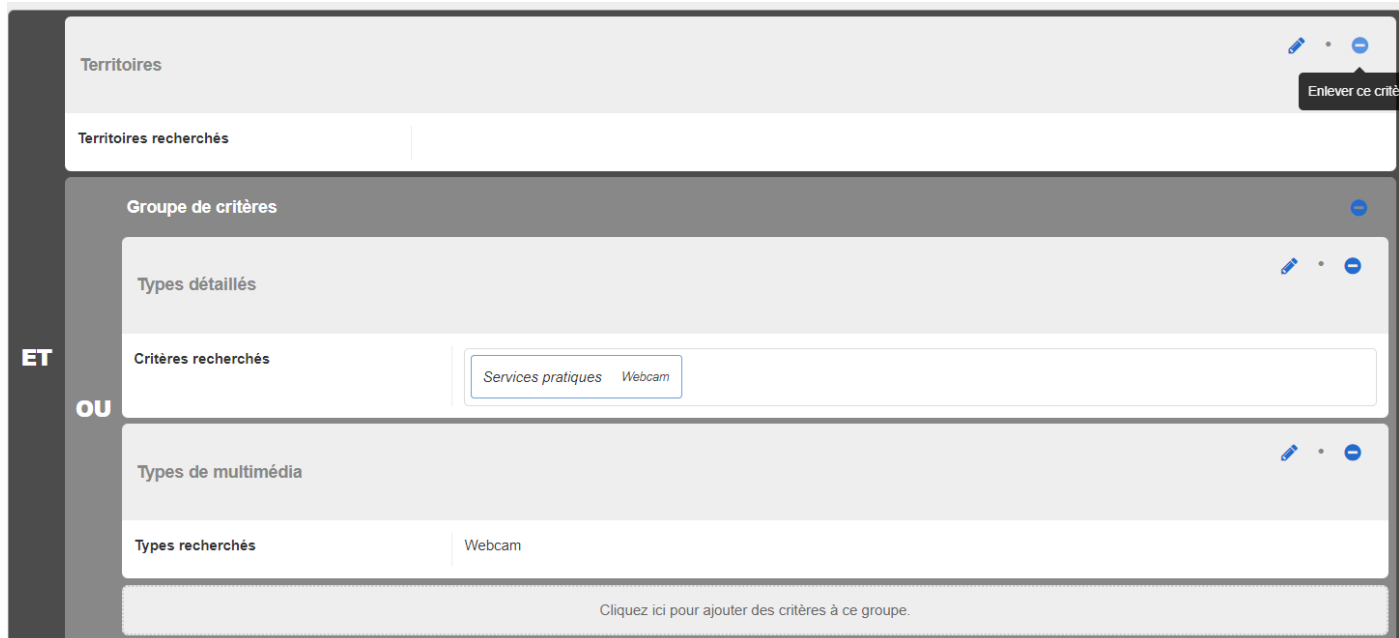 Territoires
Enlever ce critè
Territoires recherchés
Groupe de critères
Types détaillés
ET
Critères recherchés
Services pratiques Webcam
OU
Types de multimédia
Types recherchés
Webcam
Cliquez ici pour ajouter des critères à ce groupe.